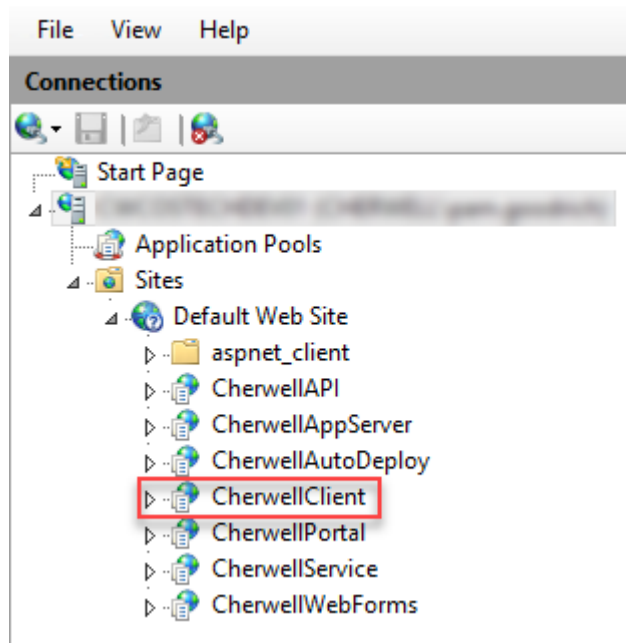 File View Help
Connections
Start Page
Application Pools
Sites
Default Web Site
aspnet_client
CherwellAPI
CherwellAppServer
CherwellAutoDeploy
CherwellClient
CherwellPortal
CherwellService
CherwellWebForms